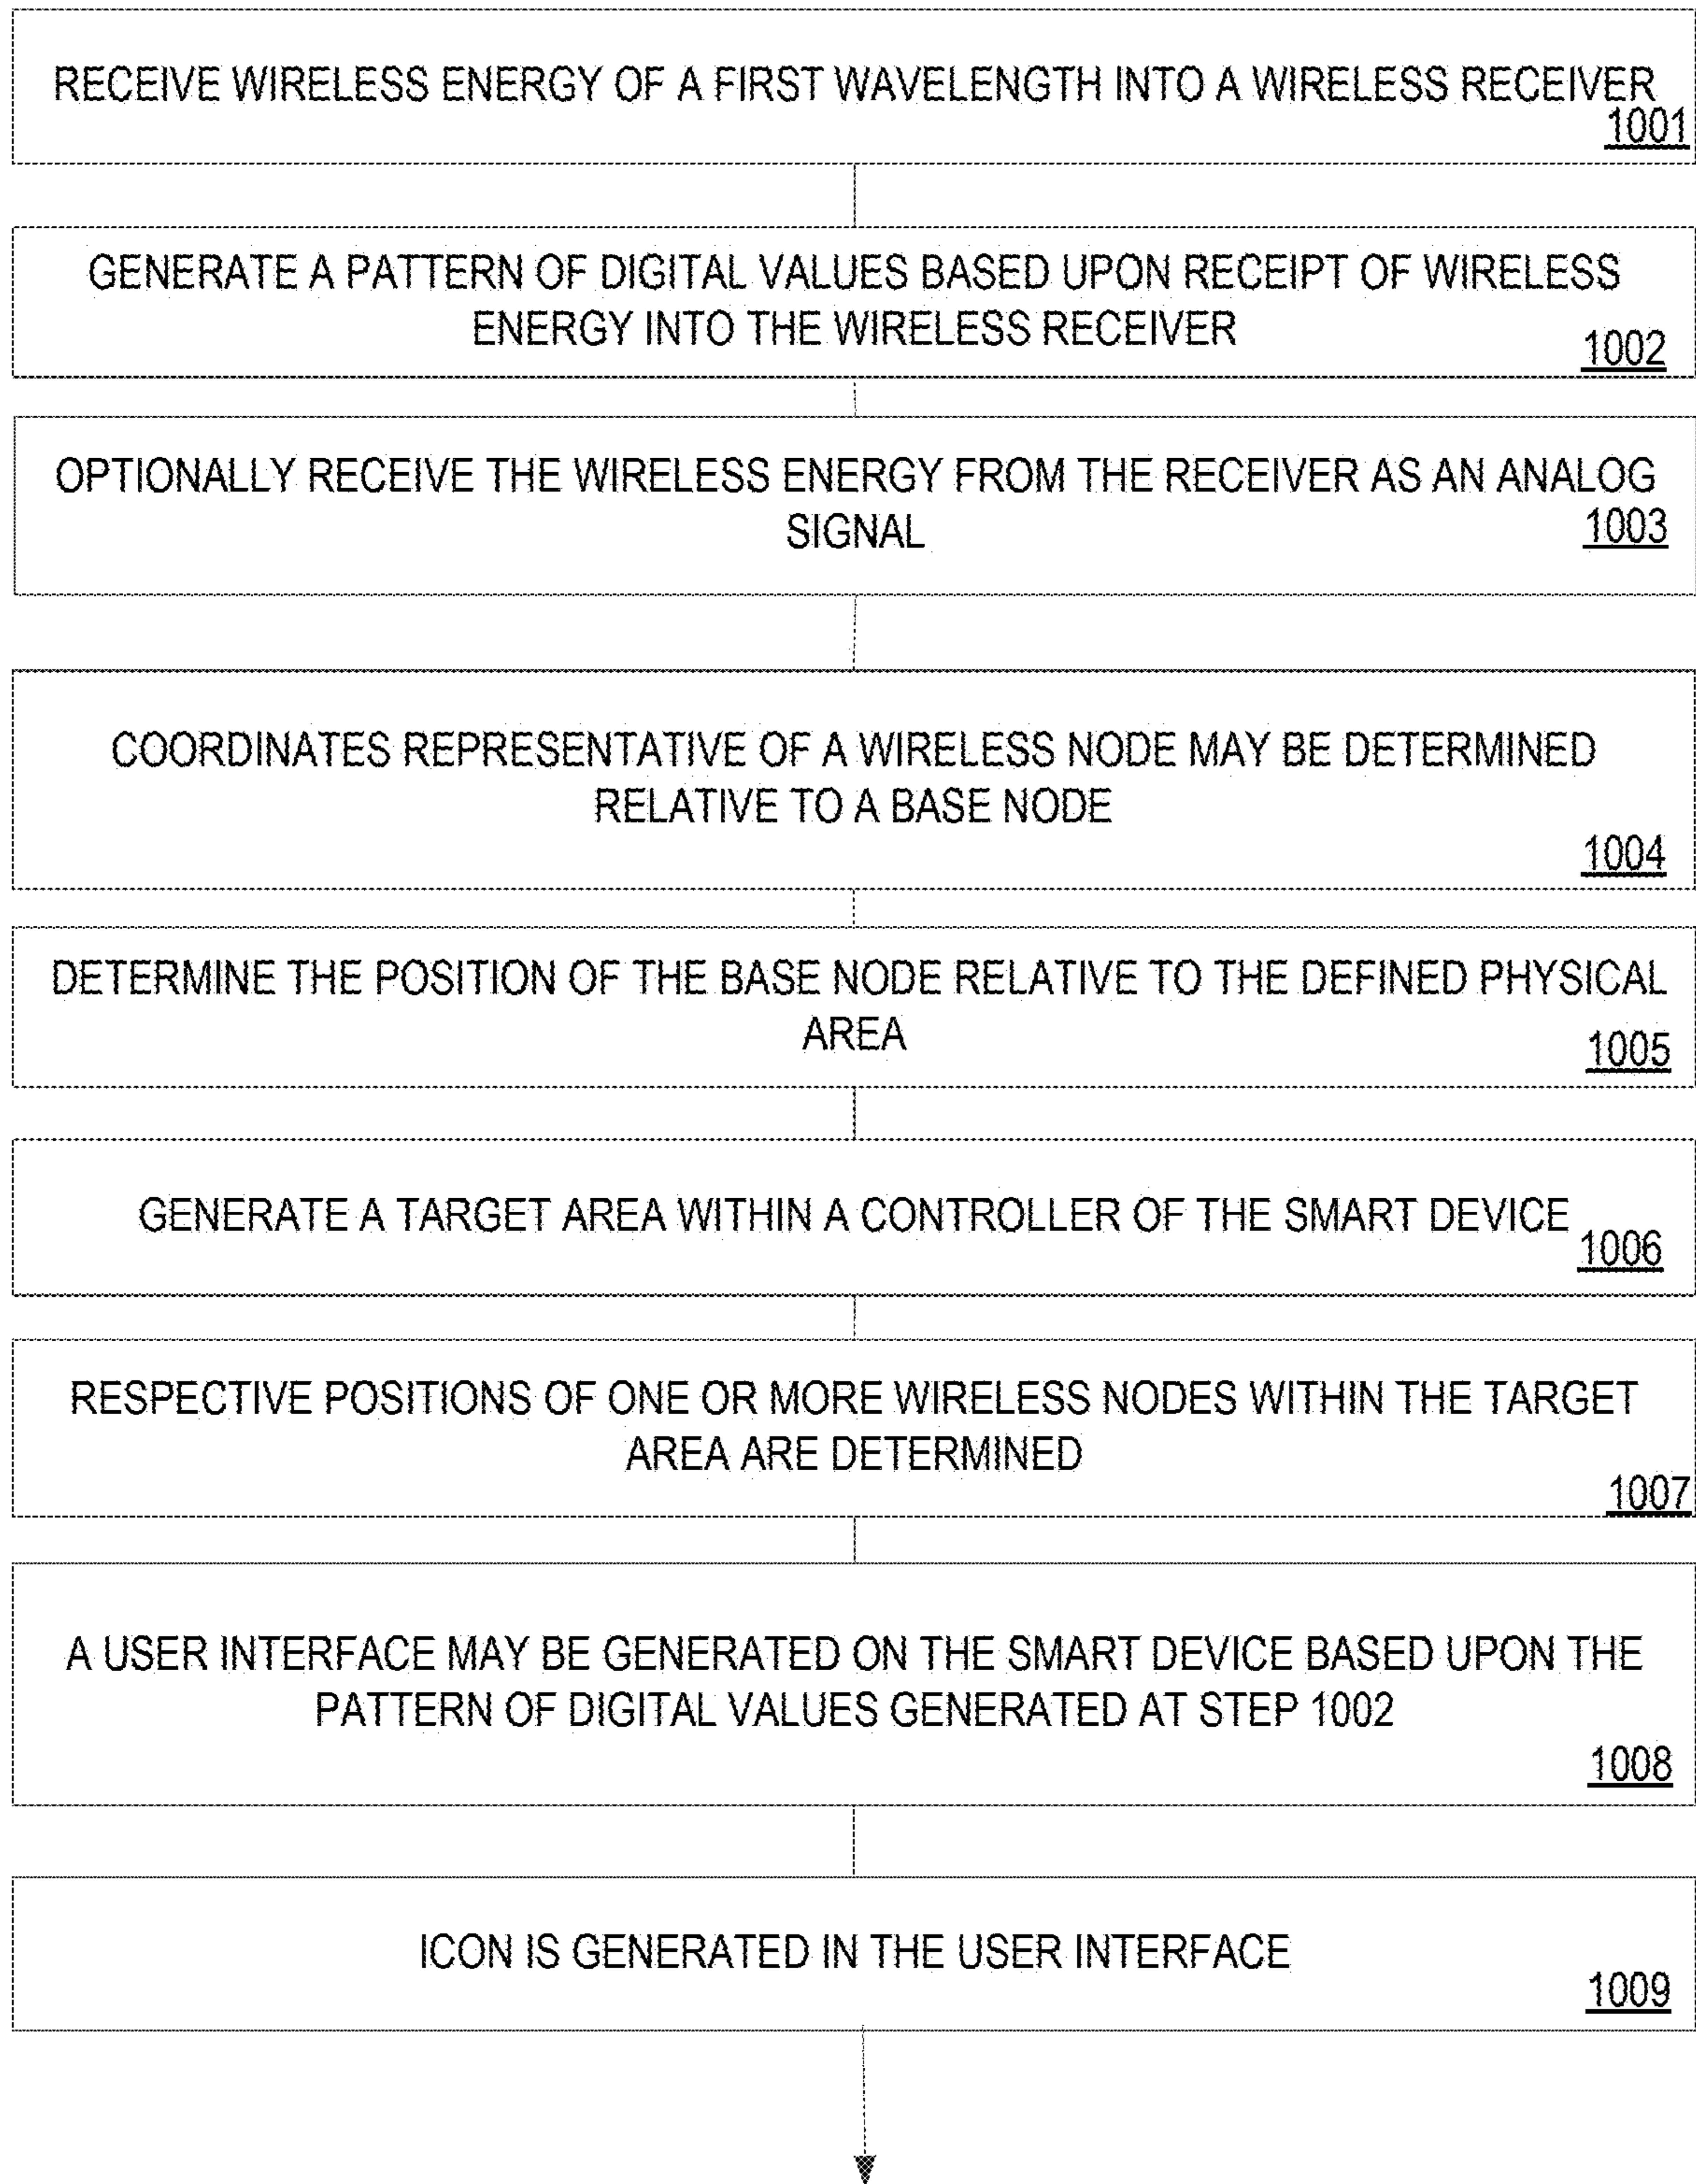 RECEIVE WIRELESS ENERGY OF A FIRST WAVELENGTH INTO A WIRELESS RECEIVER
1001
GENERATE A PATTERN OF DIGITAL VALUES BASED UPON RECEIPT OF WIRELESS
ENERGY INTO THE WIRELESS RECEIVER
1002
OPTIONALLY RECEIVE THE WIRELESS ENERGY FROM THE RECEIVER AS AN ANALOG
SIGNAL
1003
COORDINATES REPRESENTATIVE OF A WIRELESS NODE MAY BE DETERMINED
RELATIVE TO A BASE NODE
1004
DETERMINE THE POSITION OF THE BASE NODE RELATIVE TO THE DEFINED PHYSICAL
AREA
1005
GENERATE A TARGET AREA WITHIN A CONTROLLER OF THE SMART DEVICE
1006
RESPECTIVE POSITIONS OF ONE OR MORE WIRELESS NODES WITHIN THE TARGET
AREA ARE DETERMINED
1007
A USER INTERFACE MAY BE GENERATED ON THE SMART DEVICE BASED UPON THE
PATTERN OF DIGITAL VALUES GENERATED AT STEP 1002
1008
ICON IS GENERATED IN THE USER INTERFACE
1009